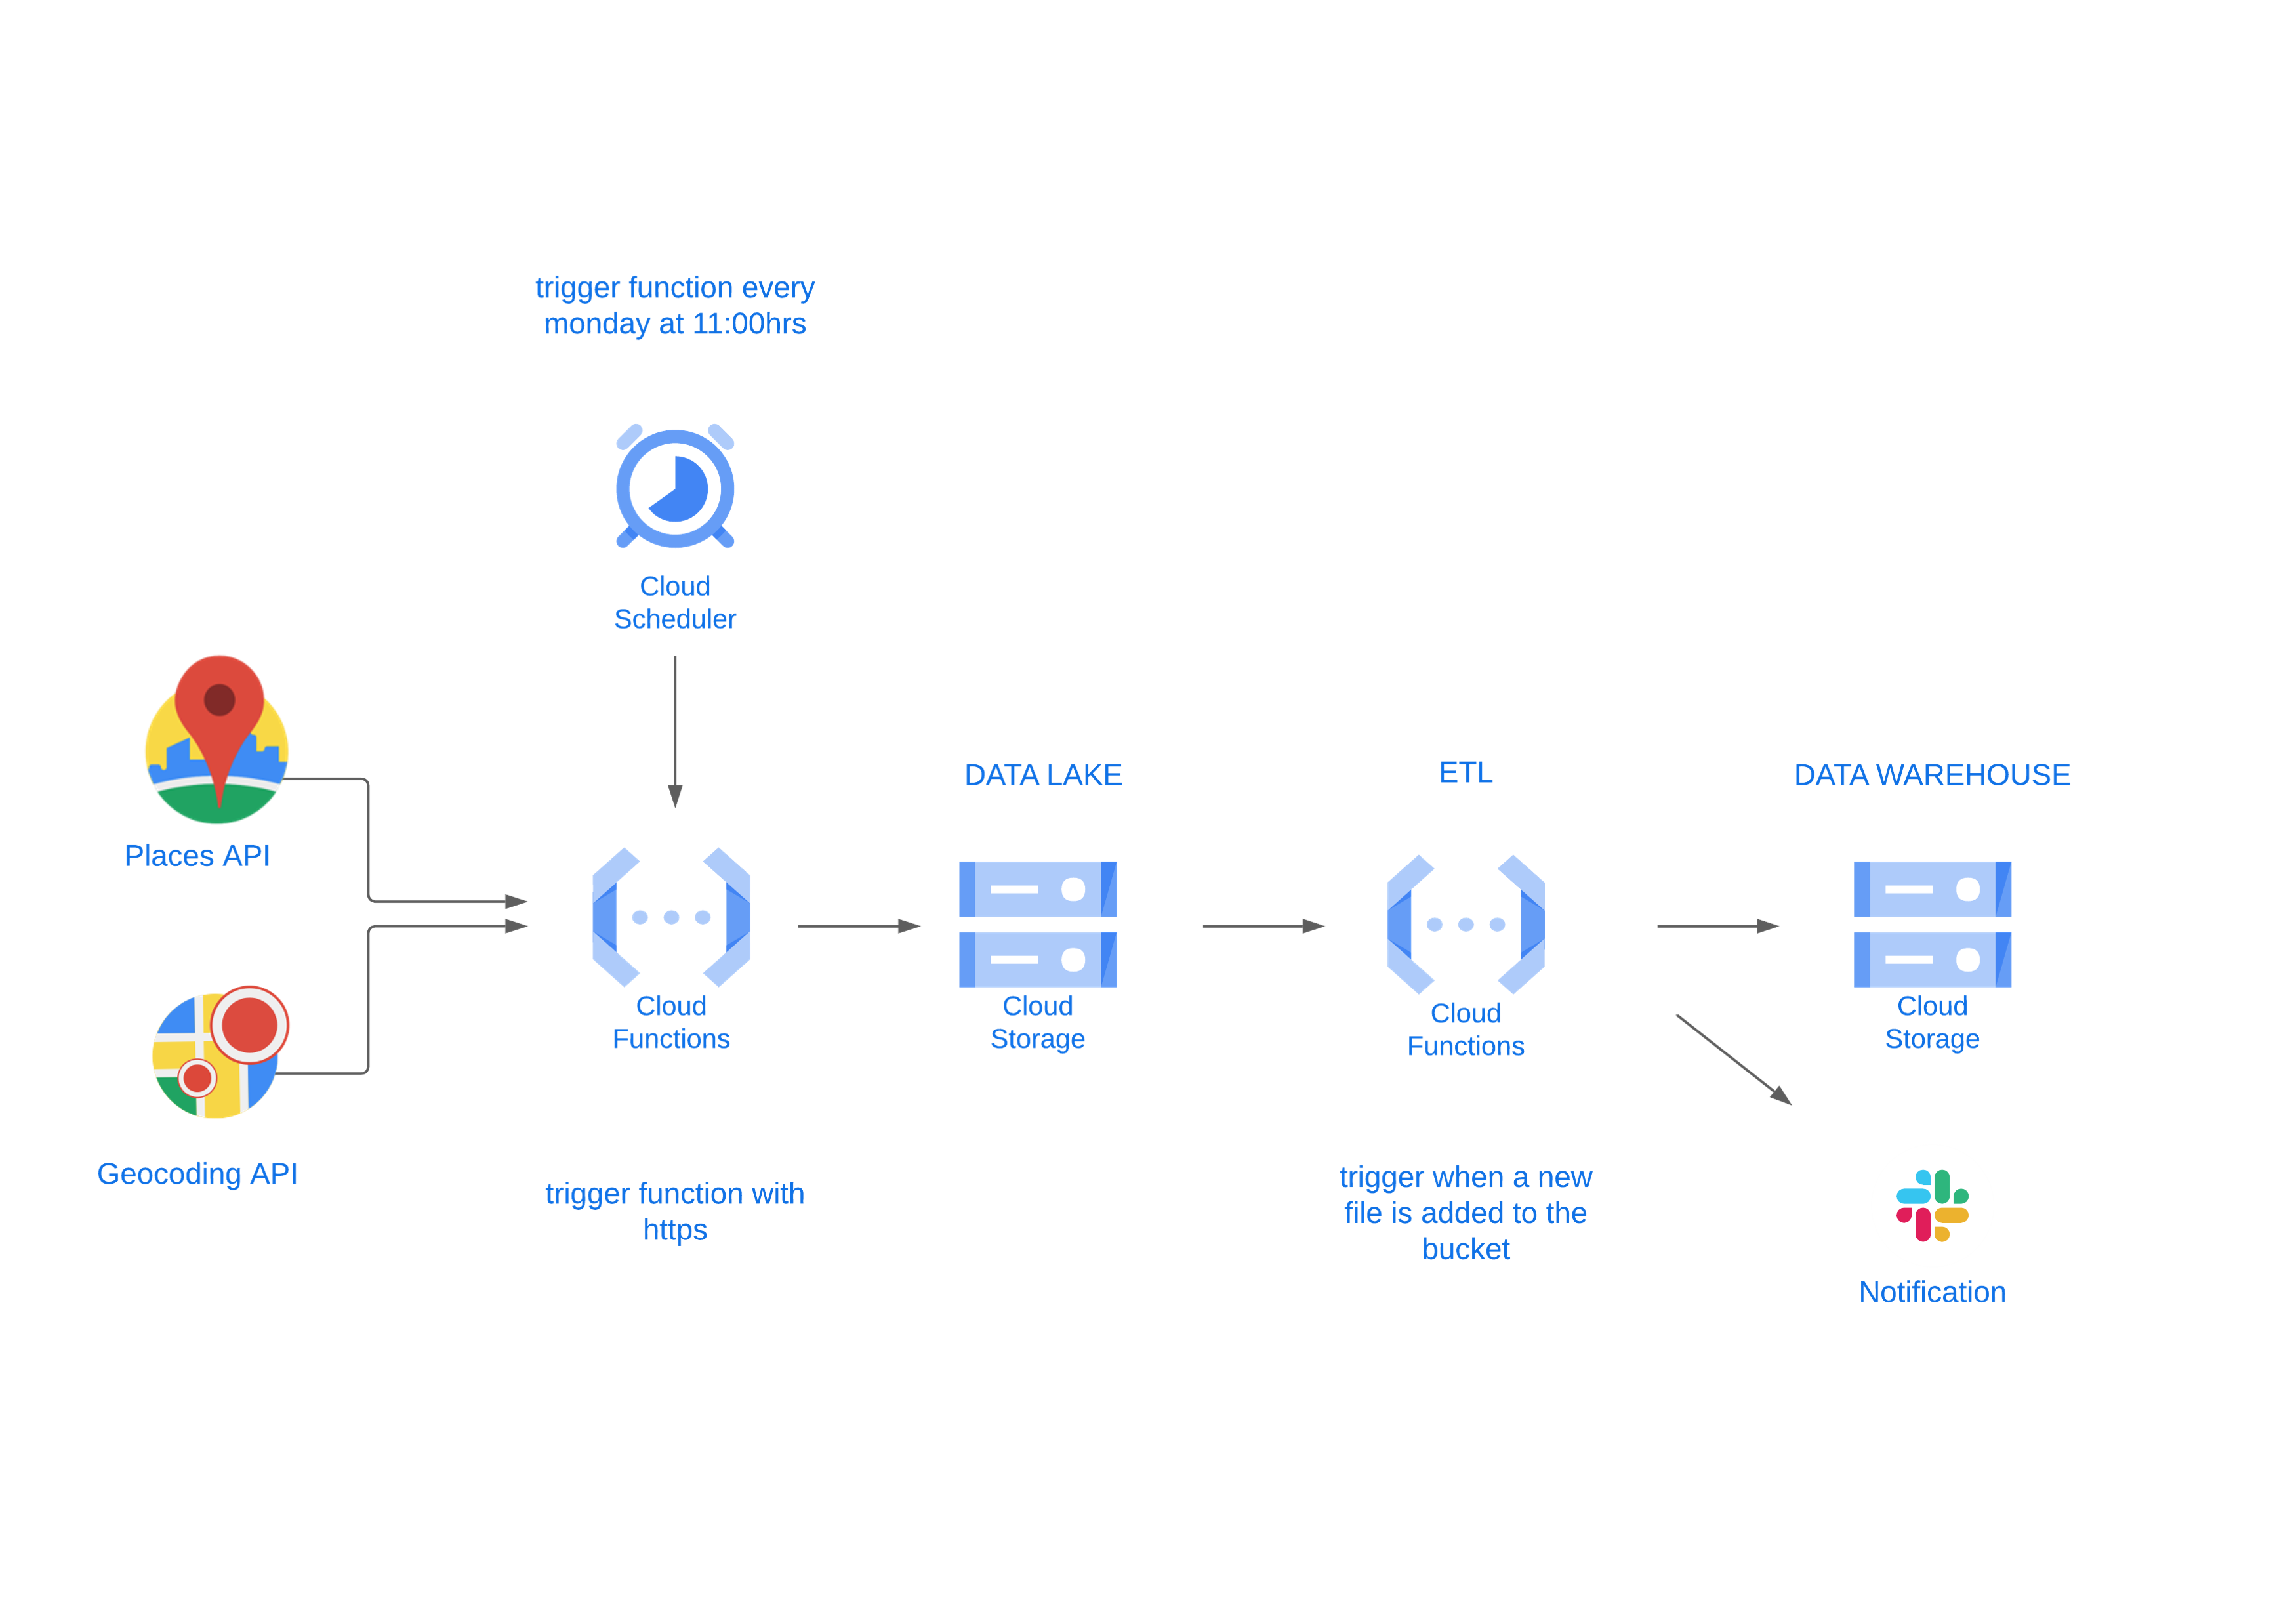 trigger function every
monday at 11:00hrs
Cloud
Scheduler
Places API
Geocoding API
Cloud
Functions
trigger function with
https
DATA LAKE
Cloud
Storage
ETL
Cloud
Functions
trigger when a new
file is added to the
bucket
DATA WAREHOUSE
Cloud
Storage
Notification